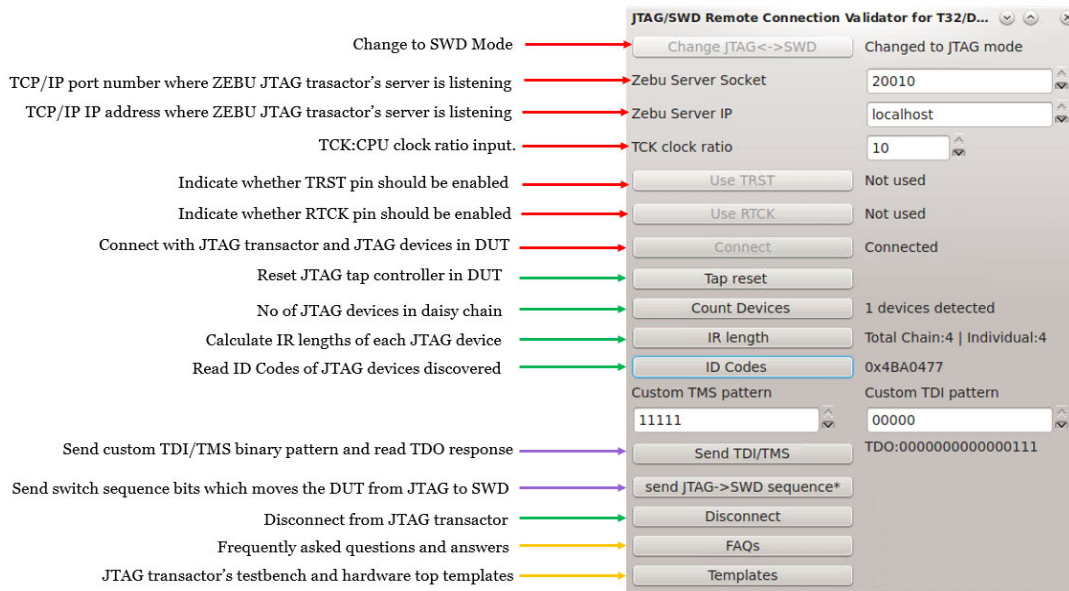 JTAG/SWD Remote Connection Validator for T32/D...
Change to SWD Mode Change JTAG<->SWD Changed to JTAG mode
TCP/IP port number where ZEBU JTAG trasactor's server is listening Zebu Server Socket 20010
TCP/IP IP address where ZEBU JTAG trasactor's server is listening Zebu Server IP localhost
TCK:CPU clock ratio input. TCK clock ratio 10
Indicate whether TRST pin should be enabled Use TRST Not used
Indicate whether RTCK pin should be enabled Use RTCK Not used
Connect with JTAG transactor and JTAG devices in DUT Connect Connected
Reset JTAG tap controller in DUT Tap reset
No of JTAG devices in daisy chain Count Devices 1 devices detected
Calculate IR lengths of each JTAG device IR length Total Chain:4 | Individual:4
Read ID Codes of JTAG devices discovered ID Codes 0x4BA0477
Custom TMS pattern Custom TDI pattern
11111 00000
Send custom TDI/TMS binary pattern and read TDO response Send TDI/TMS TDO:0000000000000111
Send switch sequence bits which moves the DUT from JTAG to SWD send JTAG->SWD sequence*
Disconnect from JTAG transactor Disconnect
Frequently asked questions and answers FAQs
JTAG transactor's testbench and hardware top templates Templates